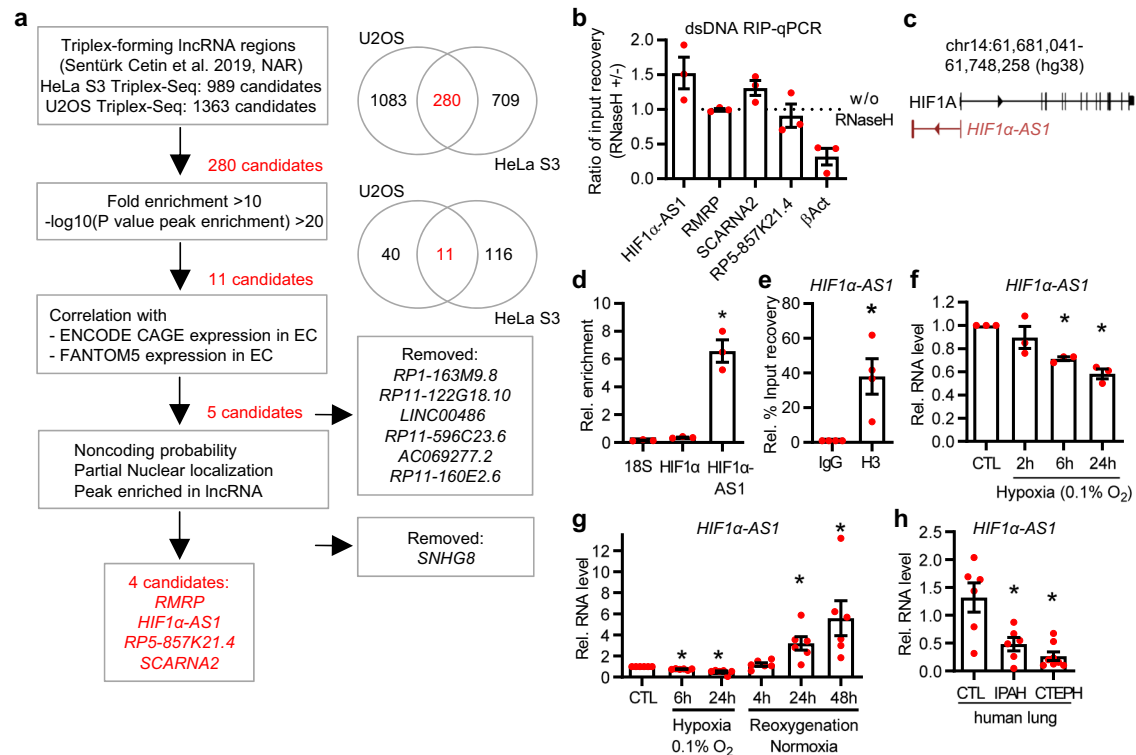 a
Triplex-forming lncRNA regions
(Sentürk Cetin et al. 2019, NAR)
HeLa S3 Triplex-Seq: 989 candidates
U2OS Triplex-Seq: 1363 candidates
280 candidates
Fold enrichment >10
-log10(P value peak enrichment) >20
11 candidates
Correlation with
- ENCODE CAGE expression in EC
- FANTOM5 expression in EC
5 candidates
Noncoding probability
Partial Nuclear localization
Peak enriched in lncRNA
4 candidates:
RMRP
HIF1α-AS1
RP5-857K21.4
SCARNA2
U2OS
1083 280 709
HeLa S3
U2OS
40 11 116
HeLa S3
Removed:
RP1-163M9.8
RP11-122G18.10
LINC00486
RP11-596C23.6
AC069277.2
RP11-160E2.6
Removed:
SNHG8
b
dsDNA RIP-qPCR
Ratio of input recovery
(RNaseH +/-)
2.0
1.5
1.0
0.5
0.0
w/o
RNaseH
HIF1α-AS1
RMRP
SCARNA2
RP5-857K21.4
βAct
c
chr14:61,681,041-
61,748,258 (hg38)
HIF1A
HIF1α-AS1
d
Rel. enrichment
10
8
6
4
2
0
*
18S HIF1α HIF1α-
AS1
e
HIF1α-AS1
Rel. % Input recovery
80
60
40
20
0
*
IgG H3
f
HIF1α-AS1
Rel. RNA level
1.2
1.0
0.8
0.6
0.4
0.2
0.0
* *
CTL 2h 6h 24h
Hypoxia (0.1% O2)
g
HIF1α-AS1
Rel. RNA level
16
12
10
8
6
4
2
0
* * * *
CTL 6h 24h 4h 24h 48h
Hypoxia
0.1% O2
Reoxygenation
Normoxia
h
HIF1α-AS1
Rel. RNA level
2.5
2.0
1.5
1.0
0.5
0.0
* *
CTL IPAH CTEPH
human lung